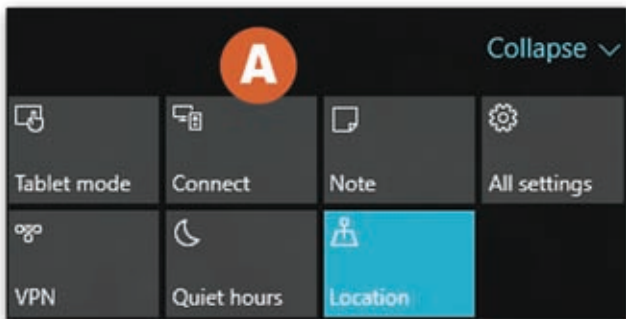 A
Collapse
Tablet mode Connect Note All settings
VPN Quiet hours Location